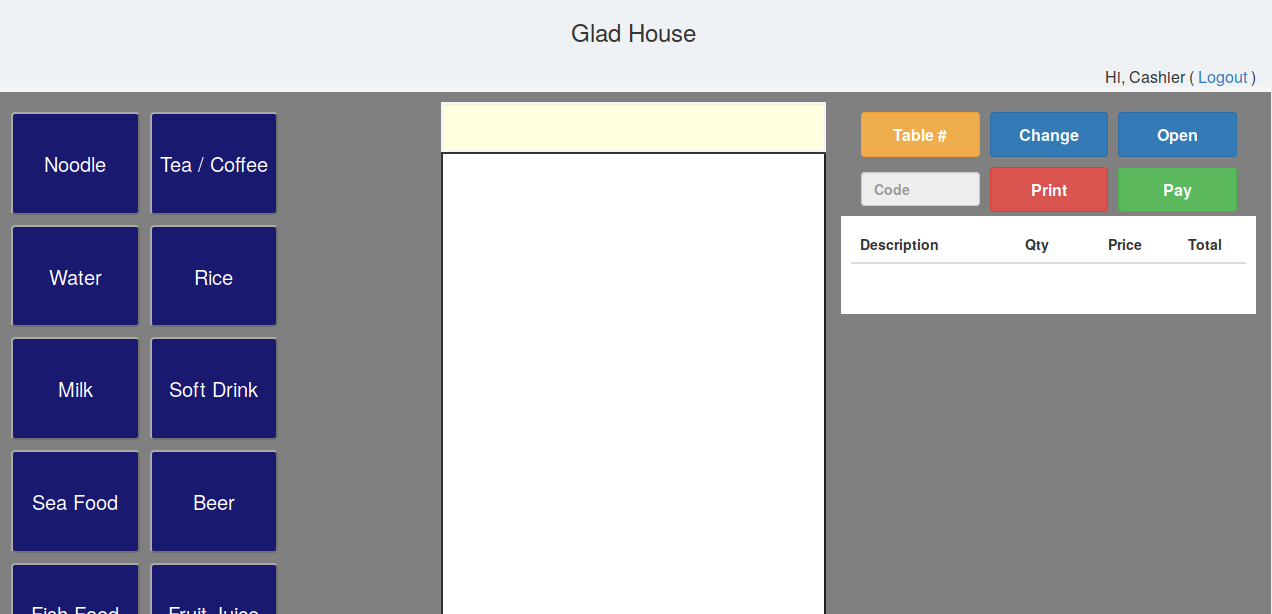 Glad House
Hi, Cashier ( Logout )
Noodle
Tea / Coffee
Table #
Change
Open
Code
Print
Pay
Water
Rice
Description Qty Price Total
Milk
Soft Drink
Sea Food
Beer
Fish Food
Fruit Juice